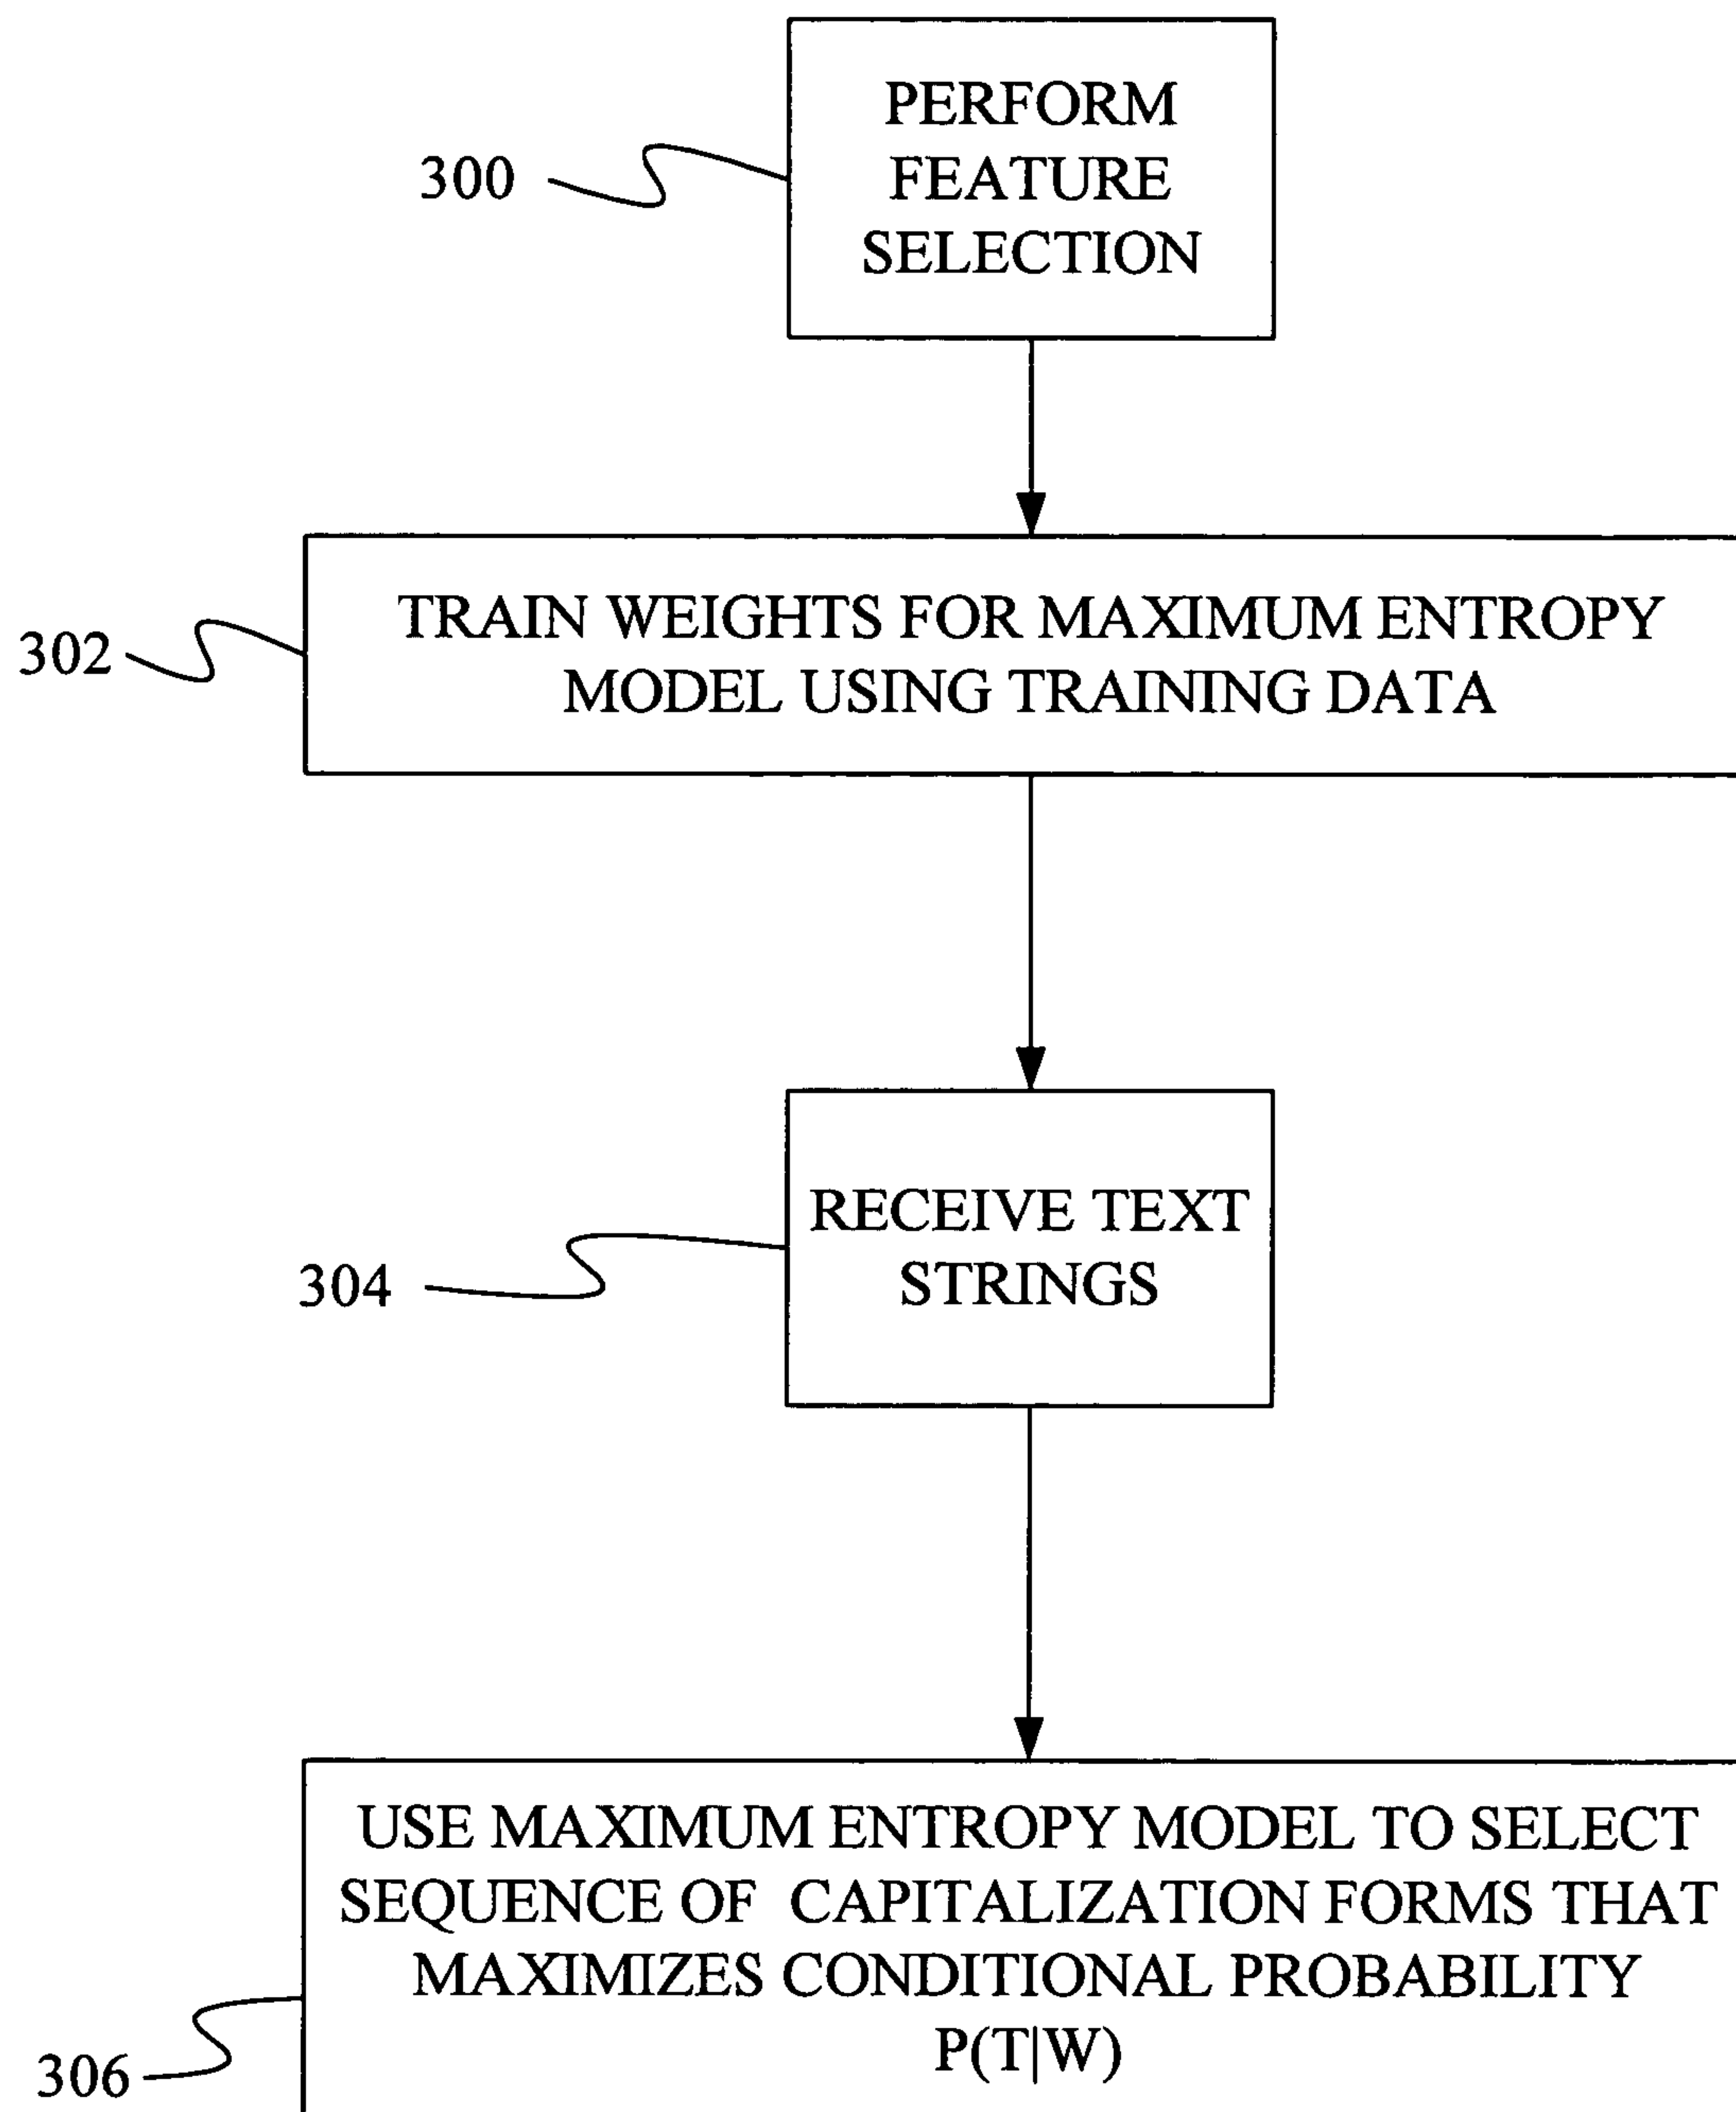 PERFORM
FEATURE
SELECTION
300
TRAIN WEIGHTS FOR MAXIMUM ENTROPY
MODEL USING TRAINING DATA
302
RECEIVE TEXT
STRINGS
304
USE MAXIMUM ENTROPY MODEL TO SELECT
SEQUENCE OF CAPITALIZATION FORMS THAT
MAXIMIZES CONDITIONAL PROBABILITY
P(T|W)
306